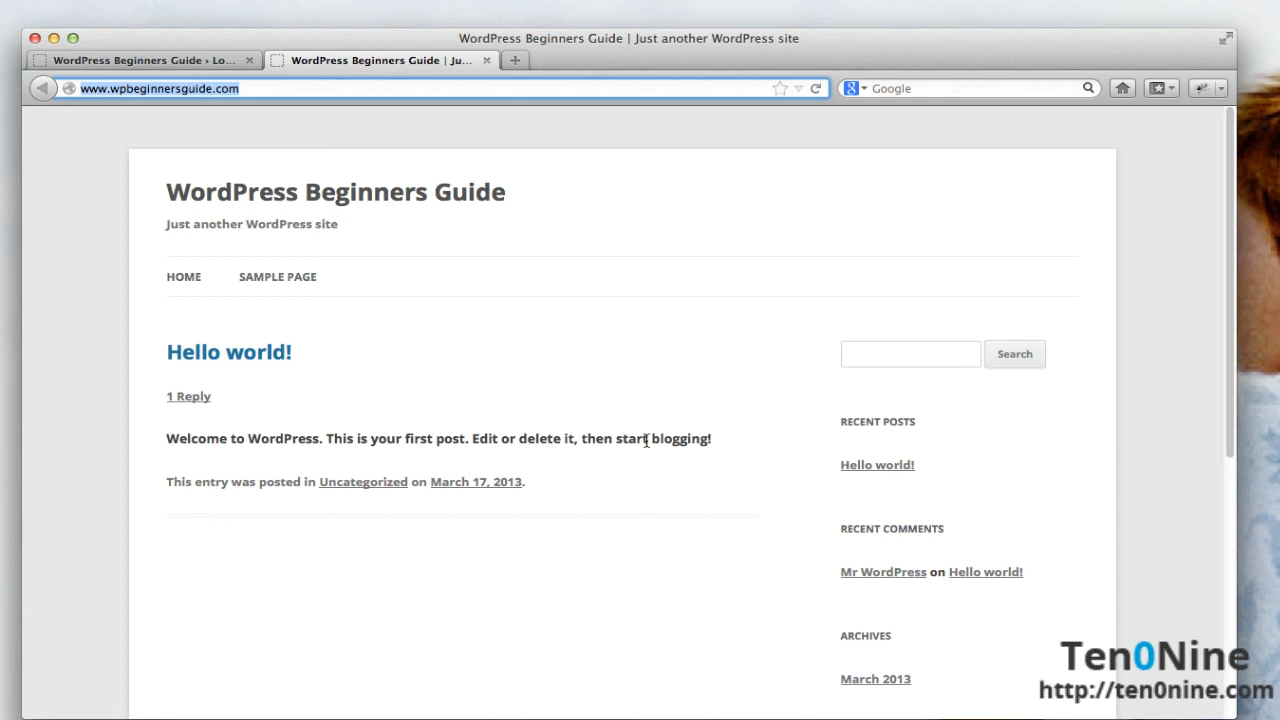 WordPress Beginners Guide | Just another WordPress site
WordPress Beginners Guide › Lo...
WordPress Beginners Guide | Ju...
www.wpbeginnersguide.com
Google
WordPress Beginners Guide
Just another WordPress site
HOME SAMPLE PAGE
Hello world!
1 Reply
Welcome to WordPress. This is your first post. Edit or delete it, then start blogging!
This entry was posted in Uncategorized on March 17, 2013.
Search
RECENT POSTS
Hello world!
RECENT COMMENTS
Mr WordPress on Hello world!
ARCHIVES
March 2013
Ten0Nine
http://ten0nine.com